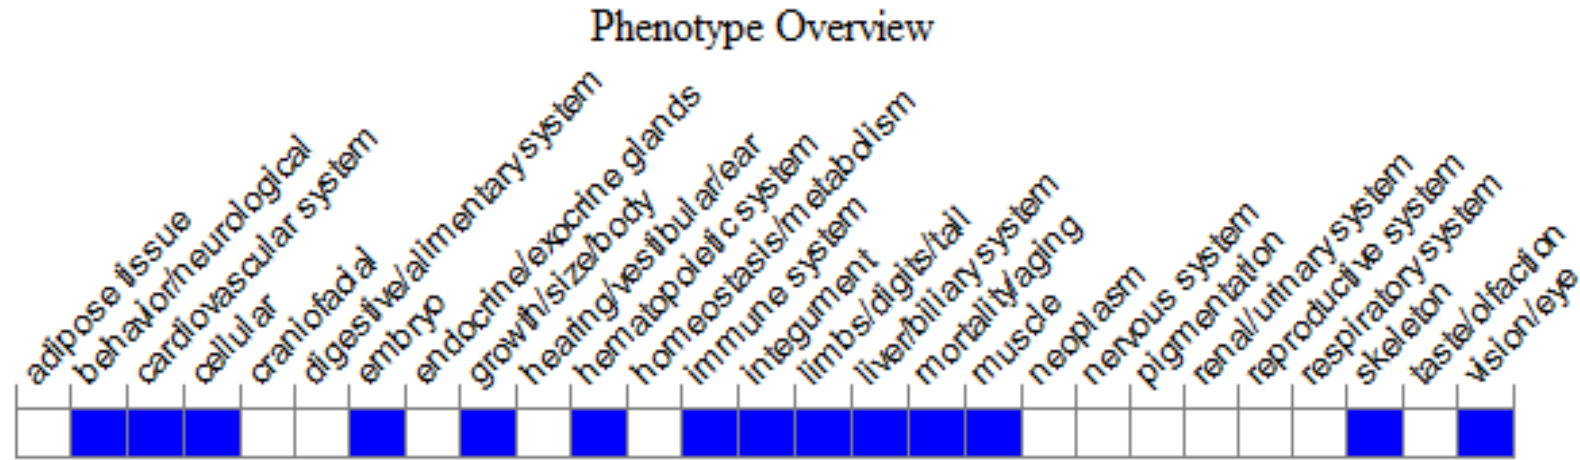 Phenotype Overview
adipose tissue
behavior/neurological
cardiovascular system
cellular
craniofacial
digestive/alimentary system
embryo
endocrine/exocrine glands
growth/size/body
hearing/vestibular/ear
hematopoietic system
homeostasis/metabolism
immune system
integument
limbs/digits/tail
liver/biliary system
mortality/aging
muscle
neoplasm
nervous system
pigmentation
renal/urinary system
reproductive system
respiratory system
skeleton
taste/olfaction
vision/eye